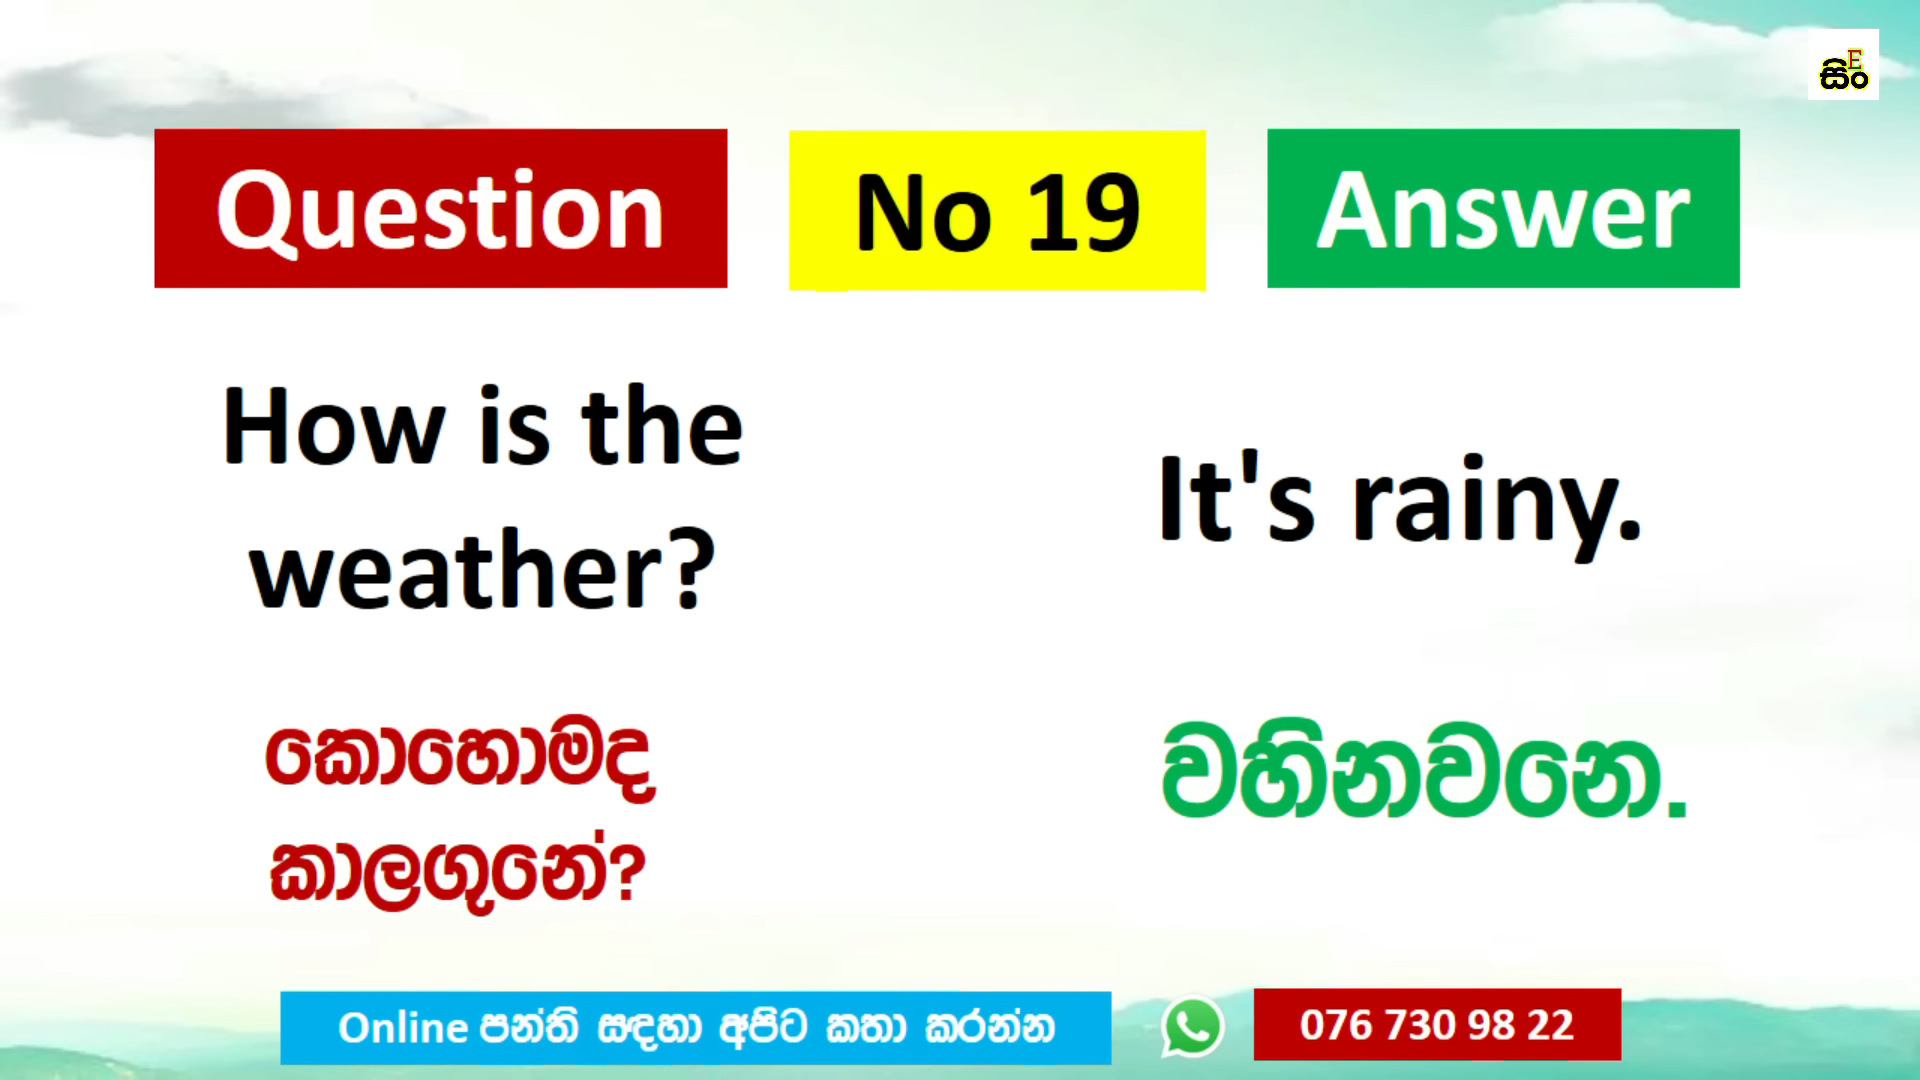 සිං
E
Question
No 19
Answer
How is the
weather?
It's rainy.
කොහොමද
කාලගුනේ?
වහිනවනෙ.
Online පන්ති සඳහා අපිට කතා කරන්න
076 730 98 22